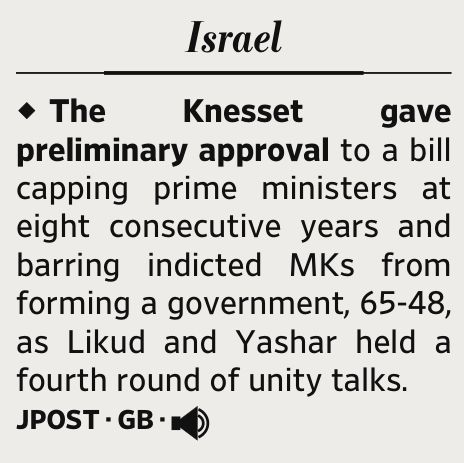 Israel
◆ The Knesset gave
preliminary approval to a bill
capping prime ministers at
eight consecutive years and
barring indicted MKs from
forming a government, 65-48,
as Likud and Yashar held a
fourth round of unity talks.
JPOST · GB ·